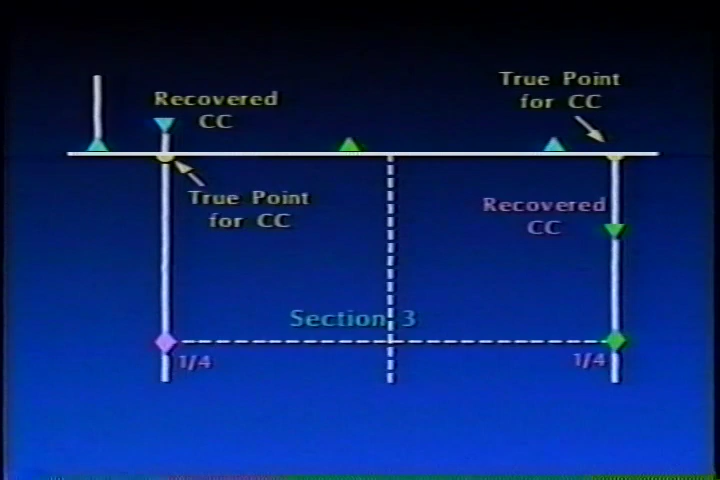 Recovered
CC
True Point
for CC
True Point
for CC
Recovered
CC
Section 3
1/4
1/4